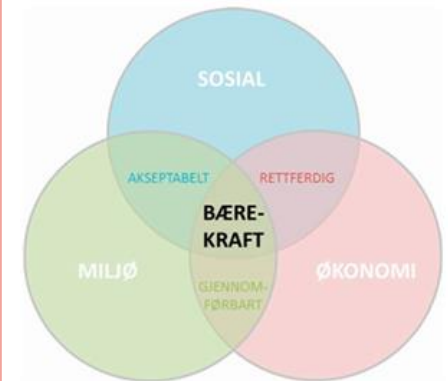 SOSIAL
AKSEPTABELT
RETTFERDIG
BÆRE-
KRAFT
MILJØ
ØKONOMI
GJENNOM-
FØRBART